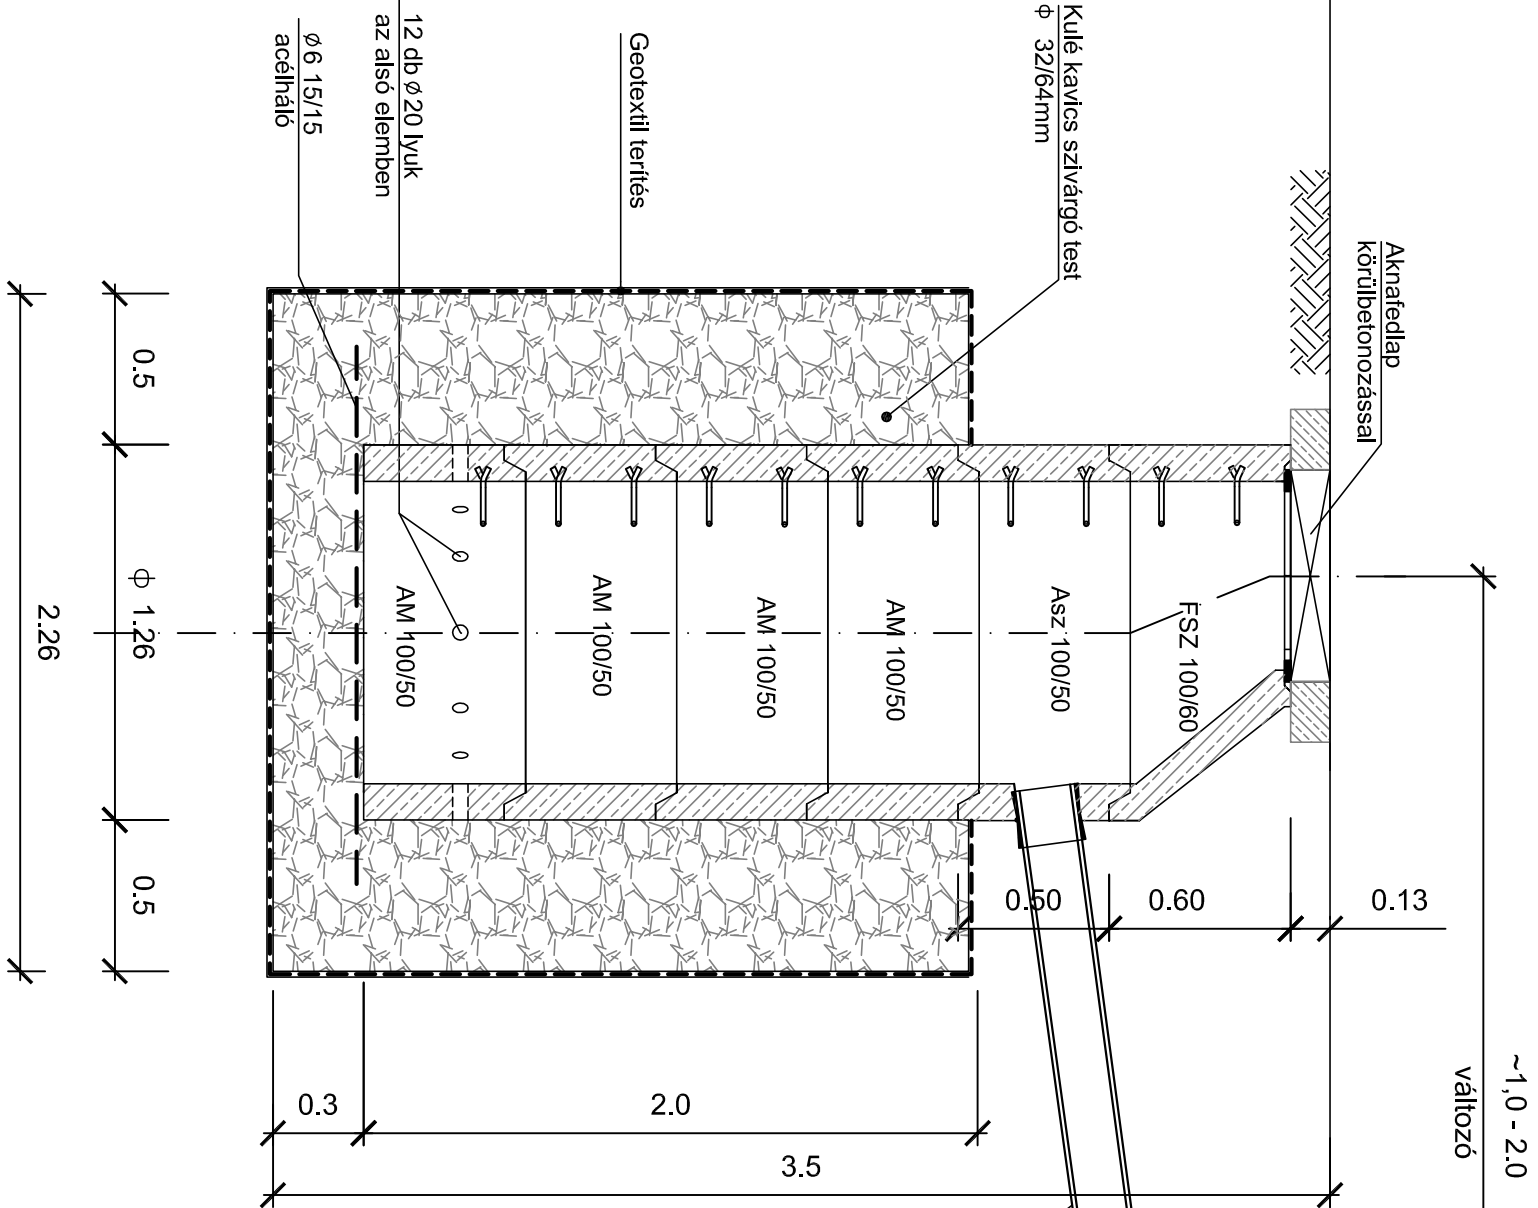 ~1,0 - 2.0
változó
Aknafedlap
körülbetonozással
Kulé kavics szivárgó test
ϕ 32/64mm
Geotextil terítés
12 db ⌀20 lyuk
az alsó elemben
⌀6 15/15
acélháló
FSZ 100/60
Asz 100/50
AM 100/50
AM 100/50
AM 100/50
AM 100/50
0.13
0.60
0.50
2.0
0.3
3.5
0.5
ϕ 1.26
0.5
2.26